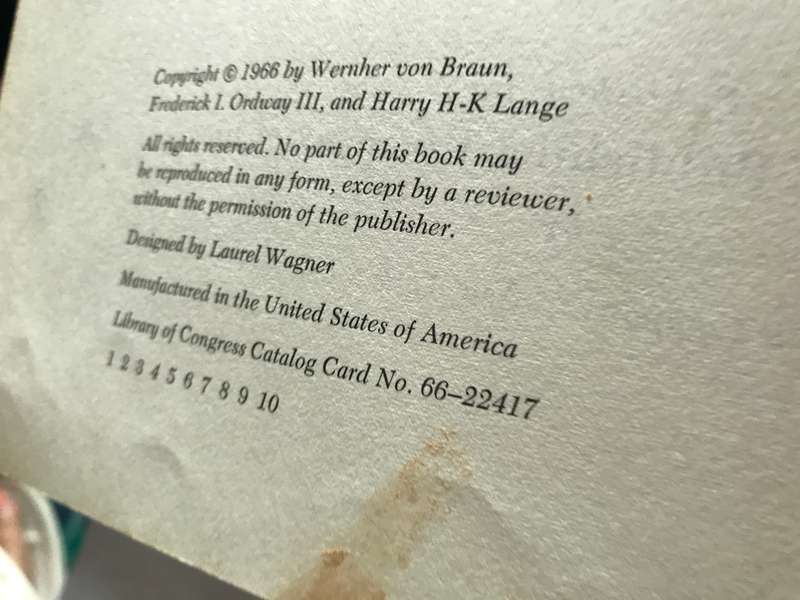 Copyright © 1966 by Wernher von Braun,
Frederick I. Ordway III, and Harry H-K Lange
All rights reserved. No part of this book may
be reproduced in any form, except by a reviewer,
without the permission of the publisher.
Designed by Laurel Wagner
Manufactured in the United States of America
Library of Congress Catalog Card No. 66–22417
1 2 3 4 5 6 7 8 9 10